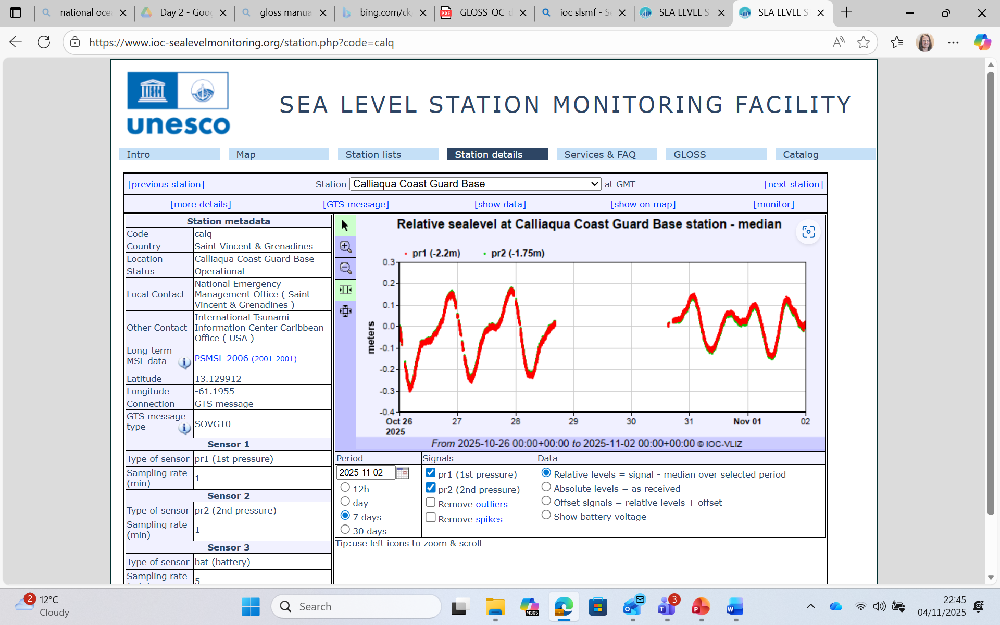 national oce
Day 2 - Goog
gloss manua
bing.com/ck
GLOSS_QC_d
ioc slsmf - Se
SEA LEVEL S
SEA LEVEL S
https://www.ioc-sealevelmonitoring.org/station.php?code=calq
unesco
SEA LEVEL STATION MONITORING FACILITY
Intro
Map
Station lists
Station details
Services & FAQ
GLOSS
Catalog
[previous station]
Station
Calliaqua Coast Guard Base
at GMT
[next station]
[more details]
[GTS message]
[show data]
[show on map]
[monitor]
Station metadata
Code calq
Country Saint Vincent & Grenadines
Location Calliaqua Coast Guard Base
Status Operational
Local Contact National Emergency
Management Office ( Saint
Vincent & Grenadines )
Other Contact International Tsunami
Information Center Caribbean
Office ( USA )
Long-term
MSL data
PSMSL 2006 (2001-2001)
Latitude 13.129912
Longitude -61.1955
Connection GTS message
GTS message
type
SOVG10
Sensor 1
Type of sensor pr1 (1st pressure)
Sampling rate
(min)
1
Sensor 2
Type of sensor pr2 (2nd pressure)
Sampling rate
(min)
1
Sensor 3
Type of sensor bat (battery)
Sampling rate
5
Relative sealevel at Calliaqua Coast Guard Base station - median
pr1 (-2.2m)
pr2 (-1.75m)
meters
0.3
0.2
0.1
0.0
-0.1
-0.2
-0.3
-0.4
Oct 26
2025
27
28
29
30
31
Nov 01
02
From 2025-10-26 00:00+00:00 to 2025-11-02 00:00+00:00 © IOC-VLIZ
Period
2025-11-02
12h
day
7 days
30 days
Signals
pr1 (1st pressure)
pr2 (2nd pressure)
Remove outliers
Remove spikes
Data
Relative levels = signal - median over selected period
Absolute levels = as received
Offset signals = relative levels + offset
Show battery voltage
Tip:use left icons to zoom & scroll
2
12°C
Cloudy
Search
M365
3
22:45
04/11/2025